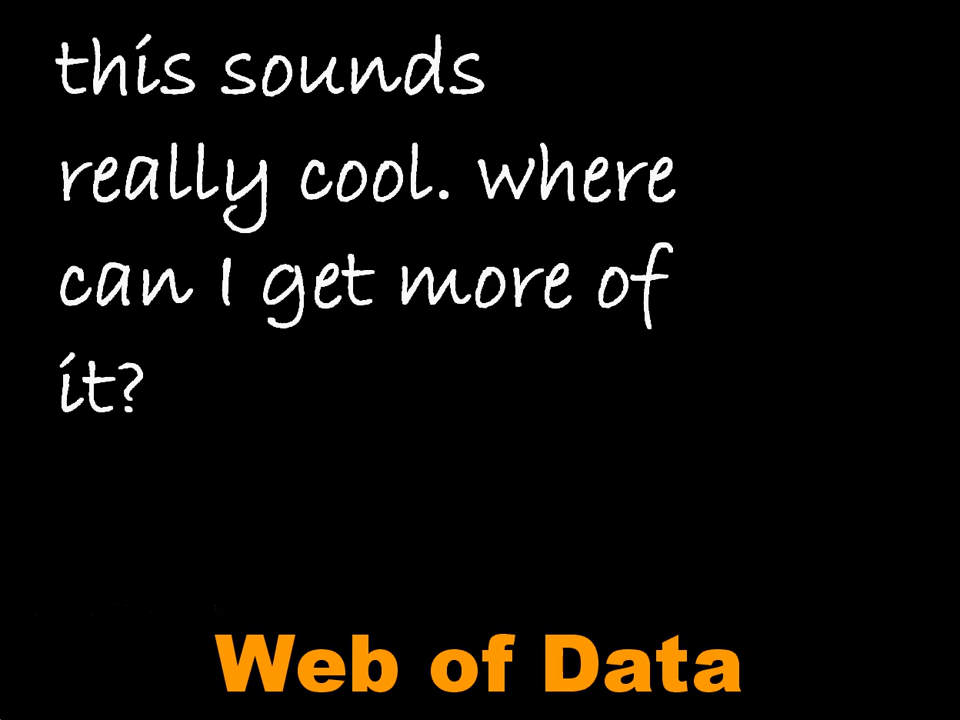 this sounds
really cool. where
can I get more of
it?
Web of Data